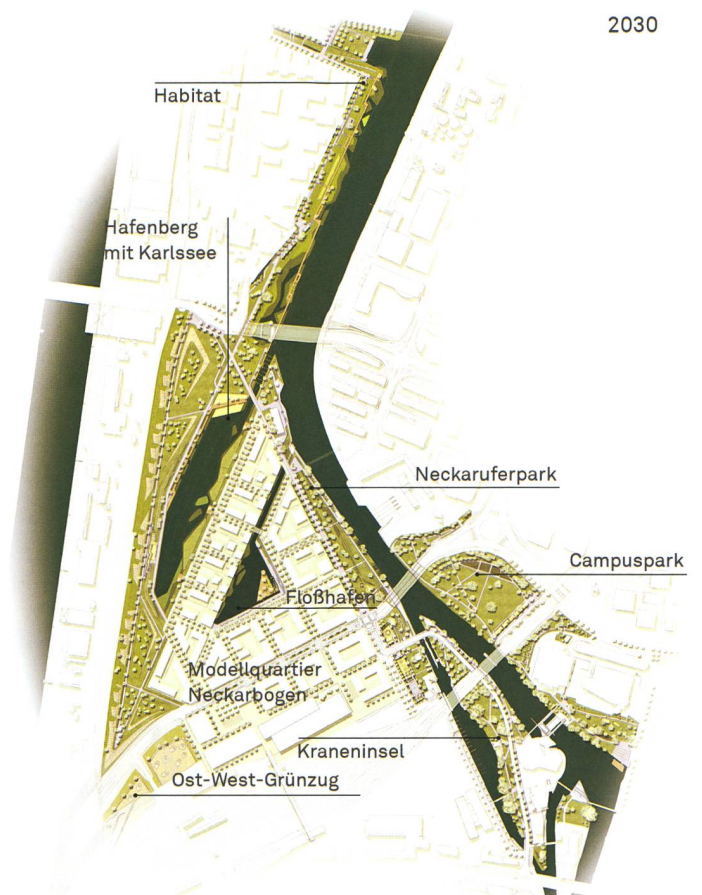 2030
Habitat
Hafenberg
mit Karlssee
Neckaruferpark
Campuspark
Floßhafen
Modellquartier
Neckarbogen
Kraneninsel
Ost-West-Grünzug